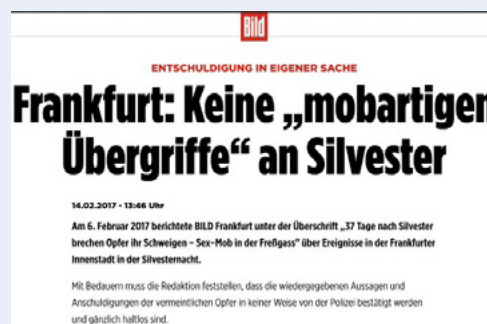 Bild
ENTSCHULDIGUNG IN EIGENER SACHE
Frankfurt: Keine „mobartigen
Übergriffe“ an Silvester
14.02.2017 - 13:46 Uhr
Am 6. Februar 2017 berichtete BILD Frankfurt unter der Überschrift „37 Tage nach Silvester
brechen Opfer ihr Schweigen – Sex-Mob in der Freßgass“ über Ereignisse in der Frankfurter
Innenstadt in der Silvesternacht.
Mit Bedauern muss die Redaktion feststellen, dass die wiedergegebenen Aussagen und
Anschuldigungen der vermeintlichen Opfer in keiner Weise von der Polizei bestätigt werden
und gänzlich haltlos sind.